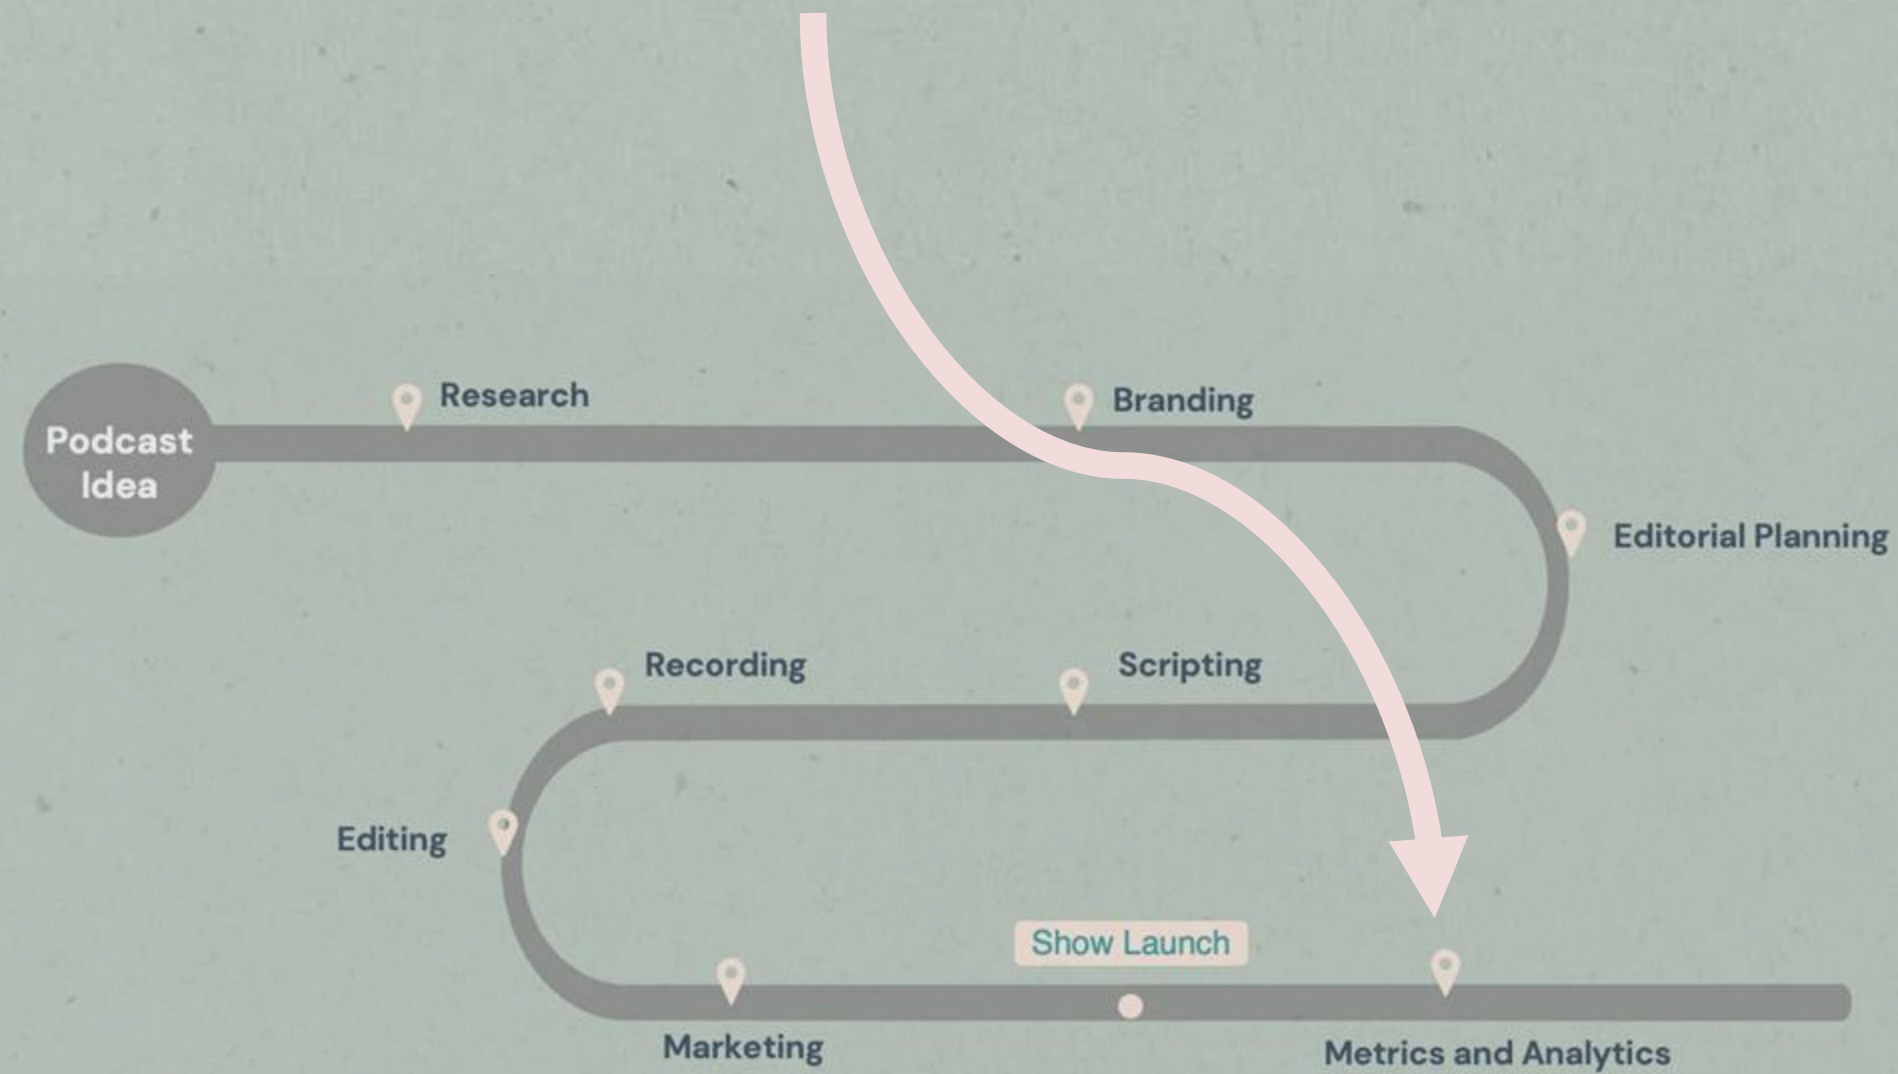 Podcast
Idea
Research
Branding
Editorial Planning
Scripting
Recording
Editing
Marketing
Show Launch
Metrics and Analytics